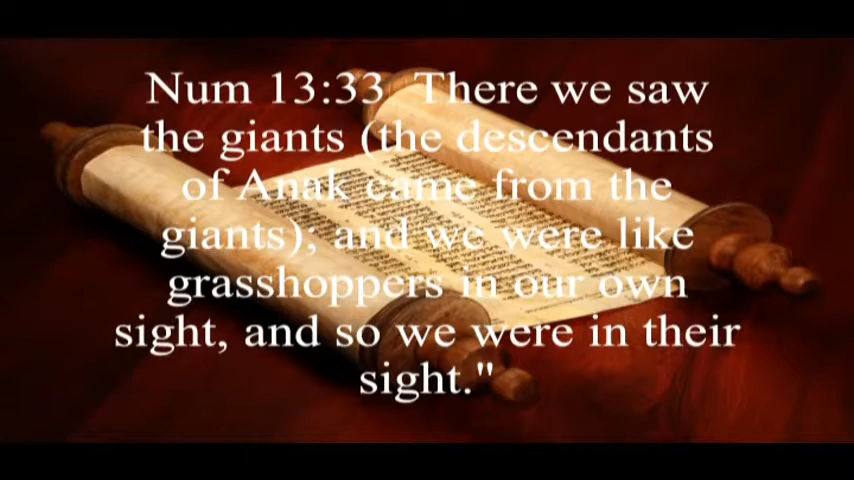 Num 13:33 There we saw
the giants (the descendants
of Anak came from the
giants); and we were like
grasshoppers in our own
sight, and so we were in their
sight."